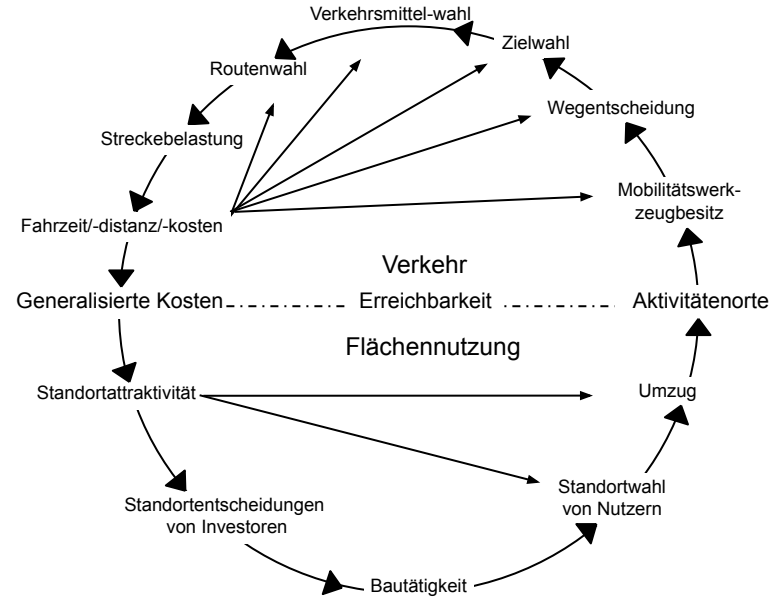 Verkehrsmittel-wahl
Zielwahl
Routenwahl
Wegentscheidung
Streckebelastung
Mobilitätswerk-
zeugbesitz
Fahrzeit/-distanz/-kosten
Verkehr
Generalisierte Kosten
Erreichbarkeit
Aktivitätenorte
Flächennutzung
Standortattraktivität
Umzug
Standortwahl
von Nutzern
Standortentscheidungen
von Investoren
Bautätigkeit